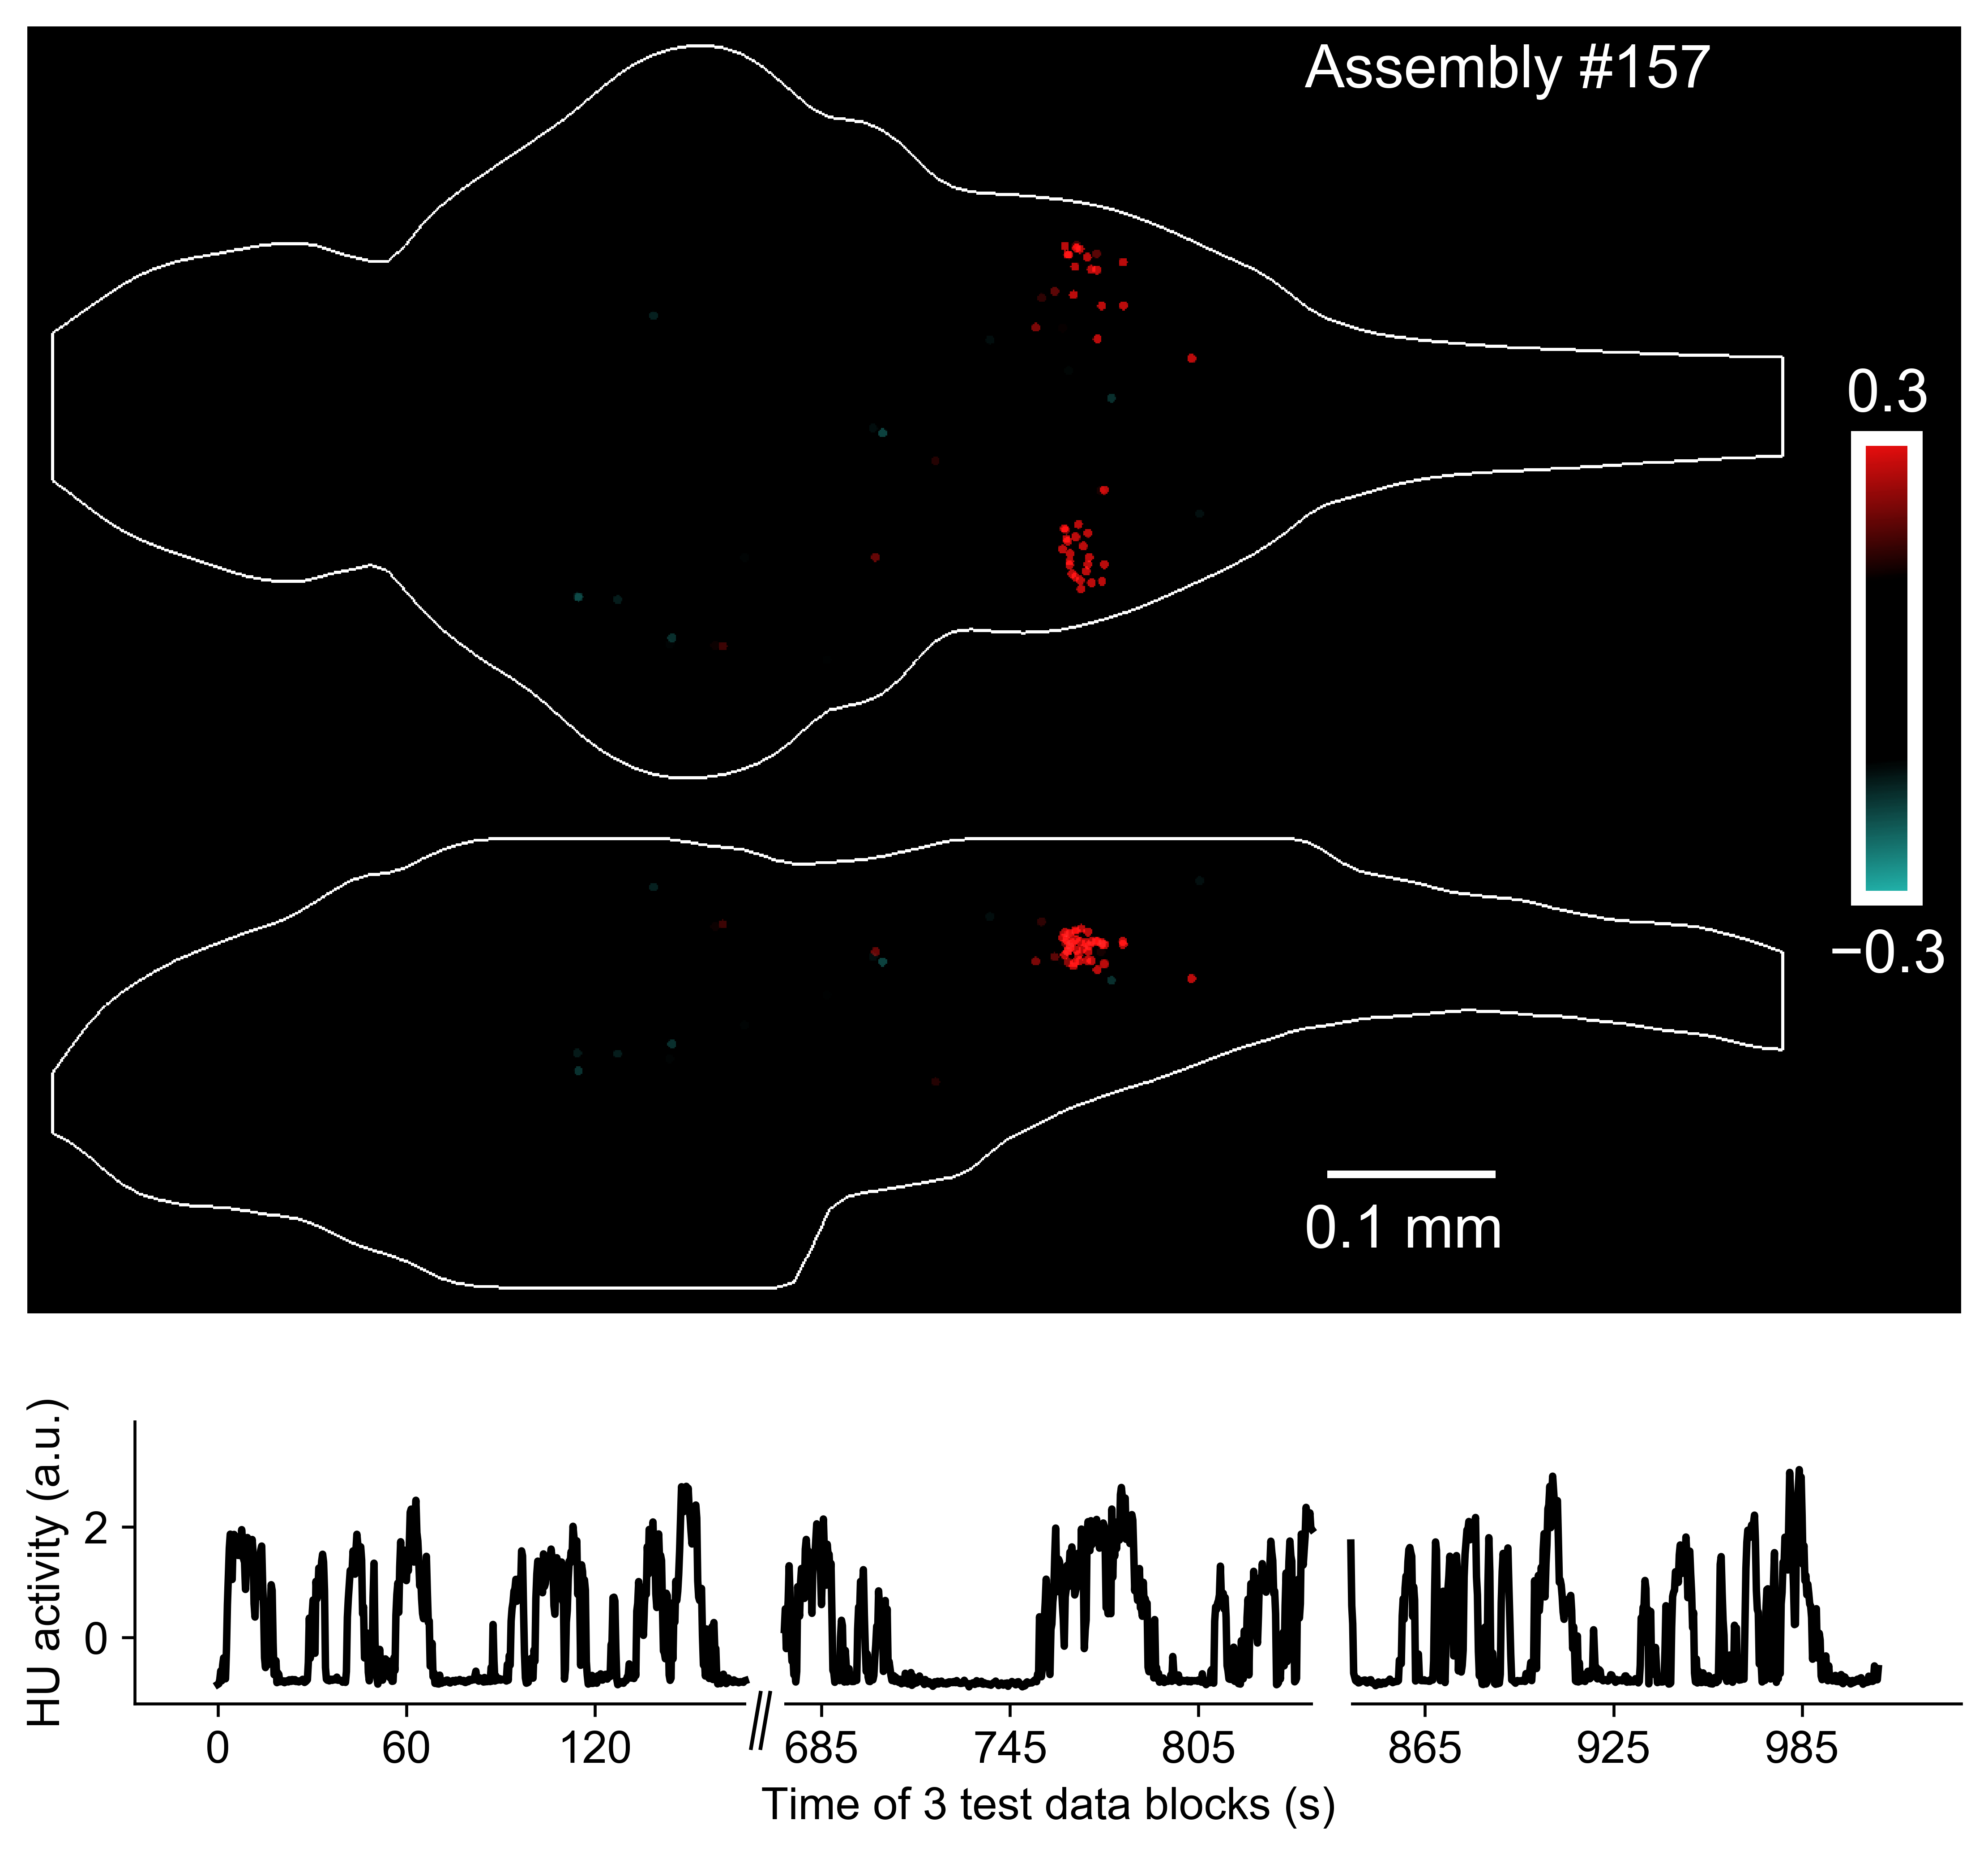 Assembly #157
0.3
−0.3
0.1 mm
HU activity (a.u.)
2
0
0 60 120 685 745 805 865 925 985
Time of 3 test data blocks (s)